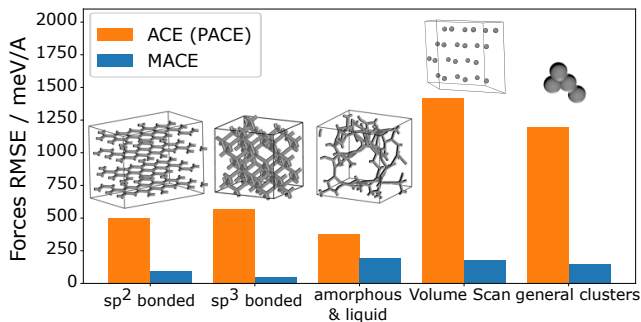 Forces RMSE / meV/A
2000
1750
1500
1250
1000
750
500
250
0
ACE (PACE)
MACE
sp² bonded
sp³ bonded
amorphous
& liquid
Volume Scan
general clusters